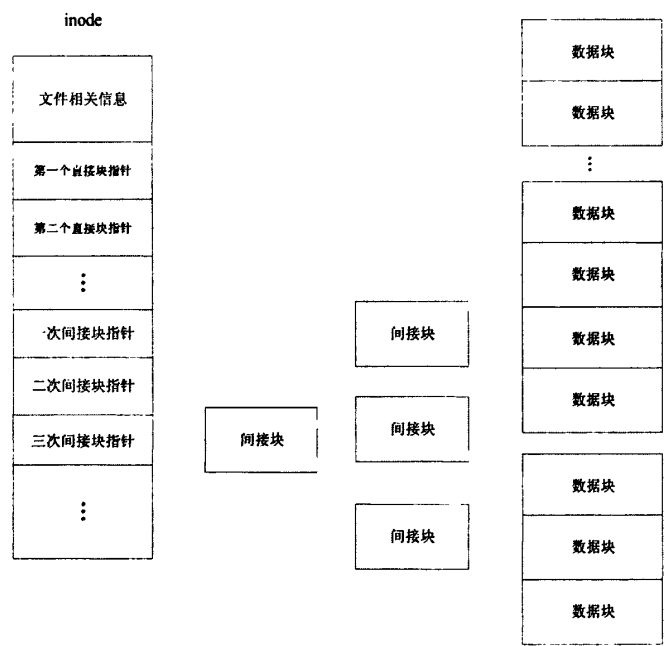 inode
文件相关信息
第一个直接块指针
第二个直接块指针
⋮
一次间接块指针
二次间接块指针
三次间接块指针
⋮
间接块
间接块
间接块
间接块
数据块
数据块
⋮
数据块
数据块
数据块
数据块
数据块
数据块
数据块